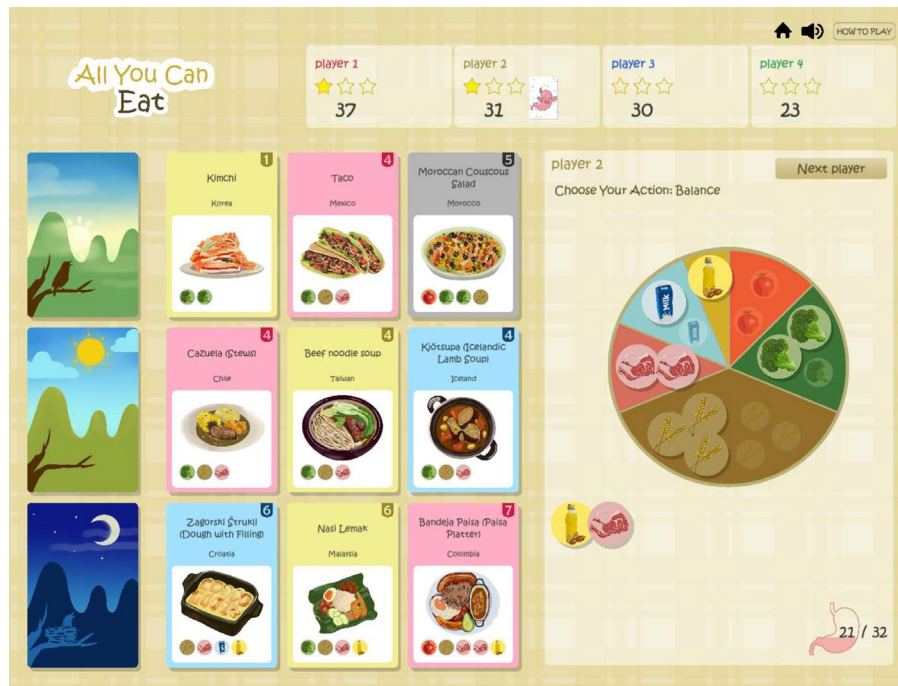 HOW TO PLAY
All You Can
Eat
player 1
37
player 2
31
player 3
30
player 4
23
1
Kimchi
Korea
4
Taco
Mexico
5
Moroccan Couscous
Salad
Morocco
4
Cazuela (Stews)
Chile
4
Beef noodle soup
Taiwan
4
Kjötsupa (Icelandic
Lamb Soup)
Iceland
6
Zagorski Štrukli
(Dough with Filling)
Croatia
6
Nasi Lemak
Malaysia
7
Bandeja Paisa (Paisa
Platter)
Colombia
player 2
Next player
Choose Your Action: Balance
Milk
Milk
21 / 32